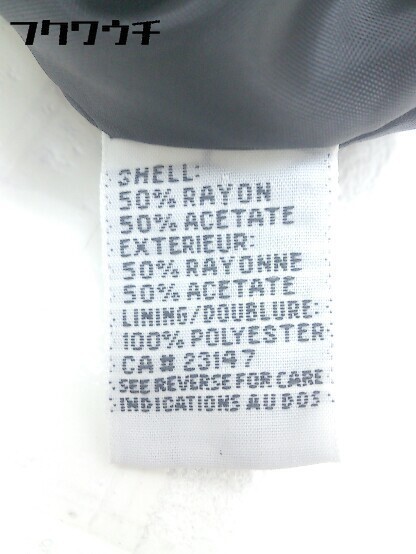 フクワウチ
SHELL:
50% RAYON
50% ACETATE
EXTERIEUR:
50% RAYONNE
50% ACETATE
LINING/DOUBLURE:
100% POLYESTER
CA# 23147
SEE REVERSE FOR CARE
INDICATIONS AU DOS